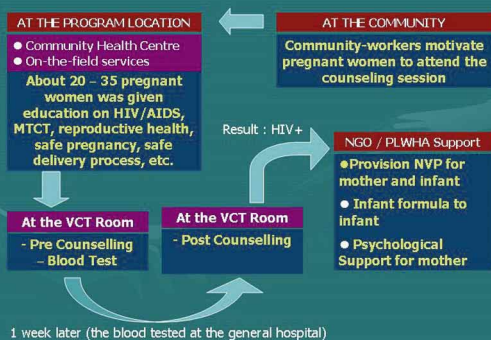 AT THE PROGRAM LOCATION
● Community Health Centre
● On-the-field services
About 20 – 35 pregnant
women was given
education on HIV/AIDS,
MTCT, reproductive health,
safe pregnancy, safe
delivery process, etc.
AT THE COMMUNITY
Community-workers motivate
pregnant women to attend the
counseling session
Result : HIV+
NGO / PLWHA Support
●Provision NVP for
mother and infant
● Infant formula to
infant
● Psychological
Support for mother
At the VCT Room
- Pre Counselling
– Blood Test
At the VCT Room
- Post Counselling
1 week later (the blood tested at the general hospital)